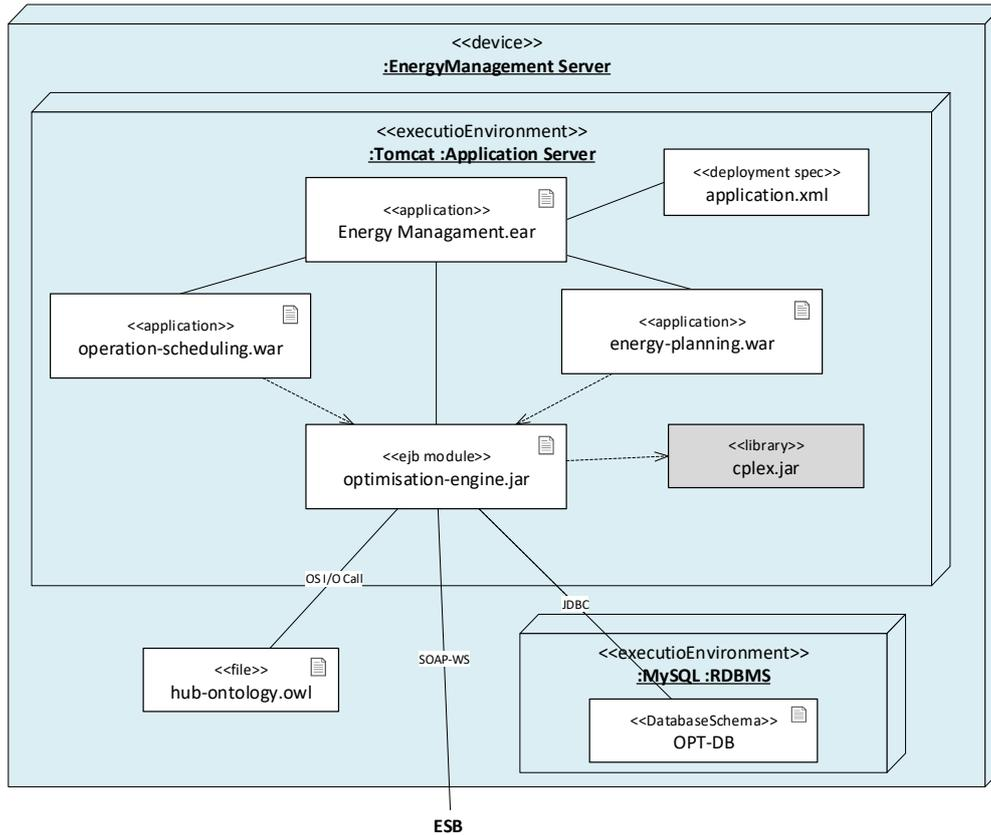 <<device>>
:EnergyManagement Server
<<executioEnvironment>>
:Tomcat :Application Server
<<deployment spec>>
application.xml
<<application>>
Energy Managament.ear
<<application>>
operation-scheduling.war
<<application>>
energy-planning.war
<<ejb module>>
optimisation-engine.jar
<<library>>
cplex.jar
OS I/O Call
JDBC
SOAP-WS
<<file>>
hub-ontology.owl
<<executioEnvironment>>
:MySQL :RDBMS
<<DatabaseSchema>>
OPT-DB
ESB